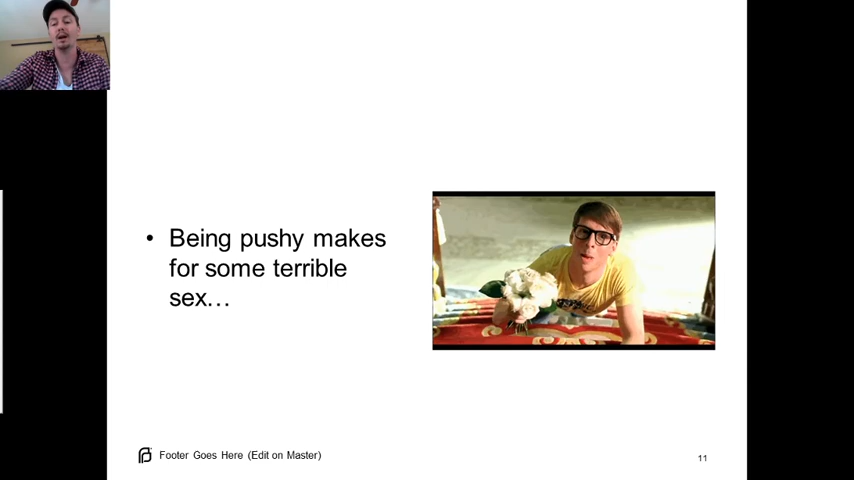 • Being pushy makes
for some terrible
sex…
Footer Goes Here (Edit on Master)
11